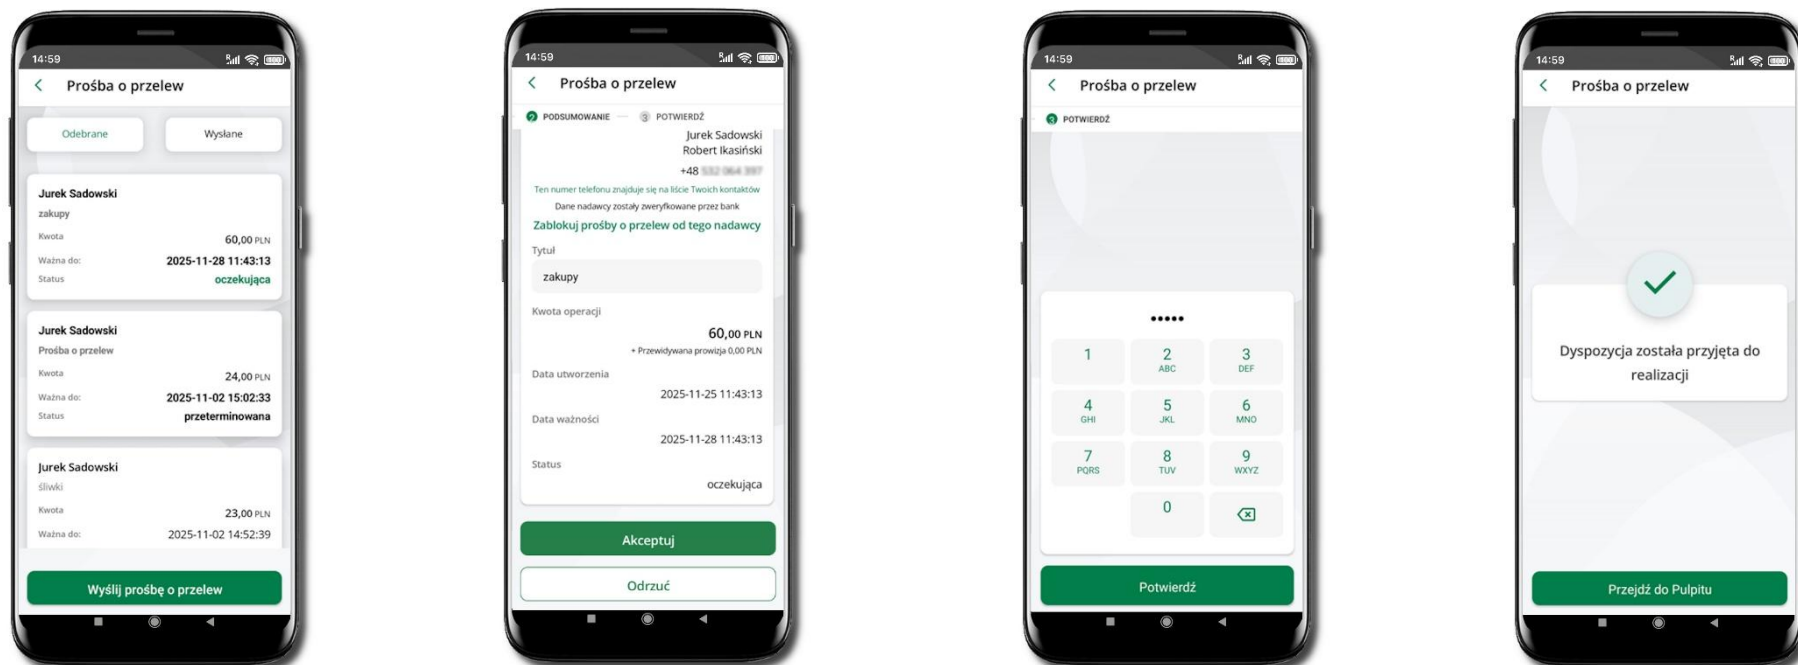 14:59
Prośba o przelew
Odebrane
Wysłane
Jurek Sadowski
zakupy
Kwota
60,00 PLN
Ważna do:
2025-11-28 11:43:13
Status
oczekująca
Jurek Sadowski
Prośba o przelew
Kwota
24,00 PLN
Ważna do:
2025-11-02 15:02:33
Status
przeterminowana
Jurek Sadowski
śliwki
Kwota
23,00 PLN
Ważna do:
2025-11-02 14:52:39
Wyślij prośbę o przelew
14:59
Prośba o przelew
2 PODSUMOWANIE
3 POTWIERDŹ
Jurek Sadowski
Robert Ikasiński
+48
Ten numer telefonu znajduje się na liście Twoich kontaktów
Dane nadawcy zostały zweryfkowane przez bank
Zablokuj prośby o przelew od tego nadawcy
Tytuł
zakupy
Kwota operacji
60,00 PLN
+ Przewidywana prowizja 0,00 PLN
Data utworzenia
2025-11-25 11:43:13
Data ważności
2025-11-28 11:43:13
Status
oczekująca
Akceptuj
Odrzuć
14:59
Prośba o przelew
3 POTWIERDŹ
•••••
1
2
3
ABC
DEF
4
5
6
GHI
JKL
MNO
7
8
9
PQRS
TUV
WXYZ
0
Potwierdź
14:59
Prośba o przelew
Dyspozycja została przyjęta do
realizacji
Przejdź do Pulpitu